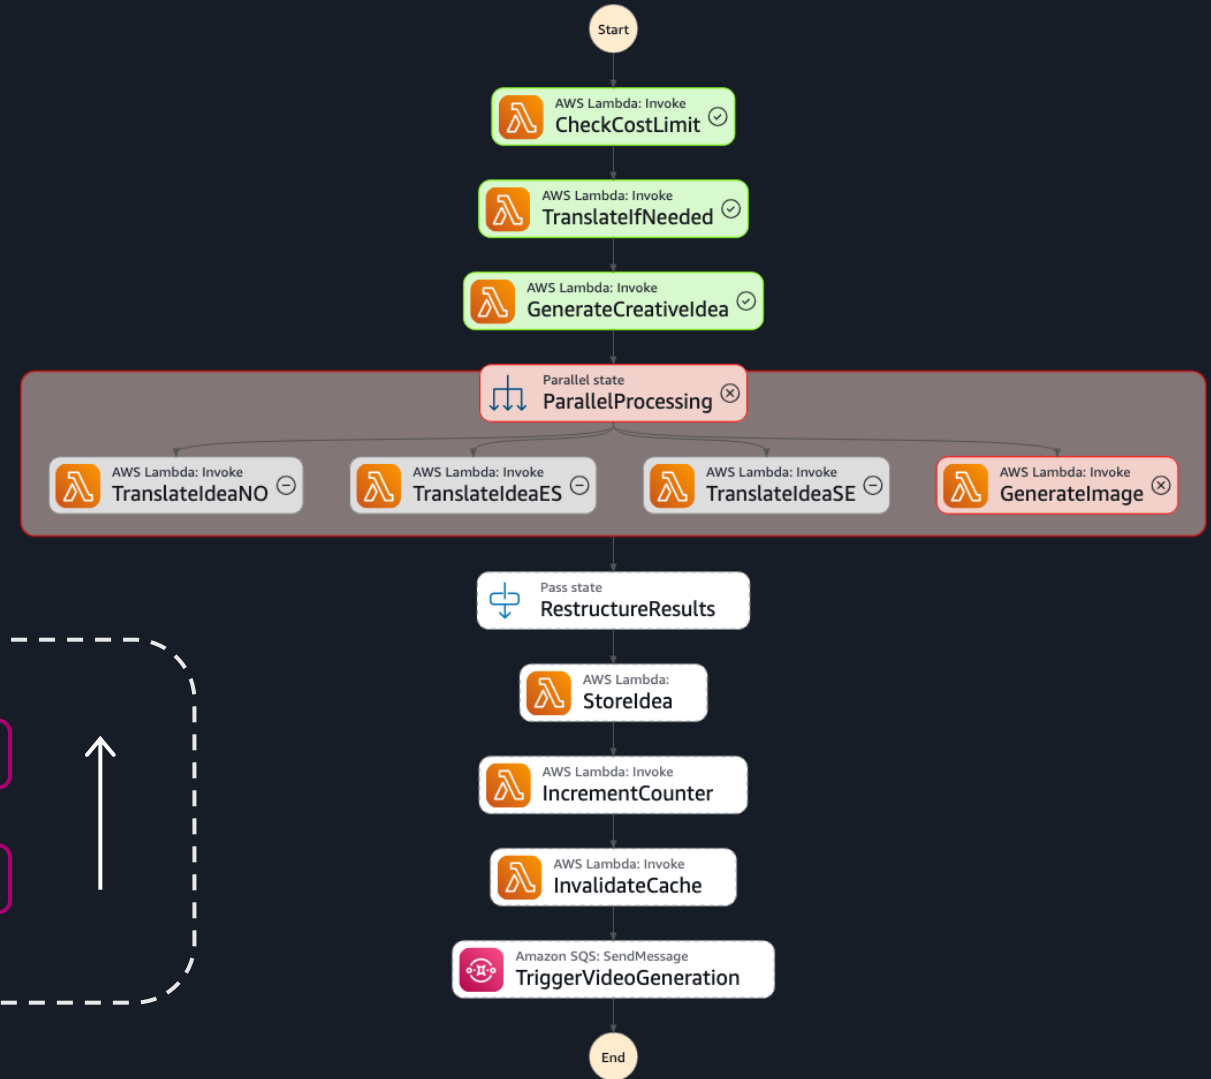 Start
AWS Lambda: Invoke
CheckCostLimit
AWS Lambda: Invoke
TranslateIfNeeded
AWS Lambda: Invoke
GenerateCreativeIdea
Parallel state
ParallelProcessing
AWS Lambda: Invoke
TranslateIdeaNO
AWS Lambda: Invoke
TranslateIdeaES
AWS Lambda: Invoke
TranslateIdeaSE
AWS Lambda: Invoke
GenerateImage
Pass state
RestructureResults
AWS Lambda:
StoreIdea
AWS Lambda: Invoke
IncrementCounter
AWS Lambda: Invoke
InvalidateCache
Amazon SQS: SendMessage
TriggerVideoGeneration
End